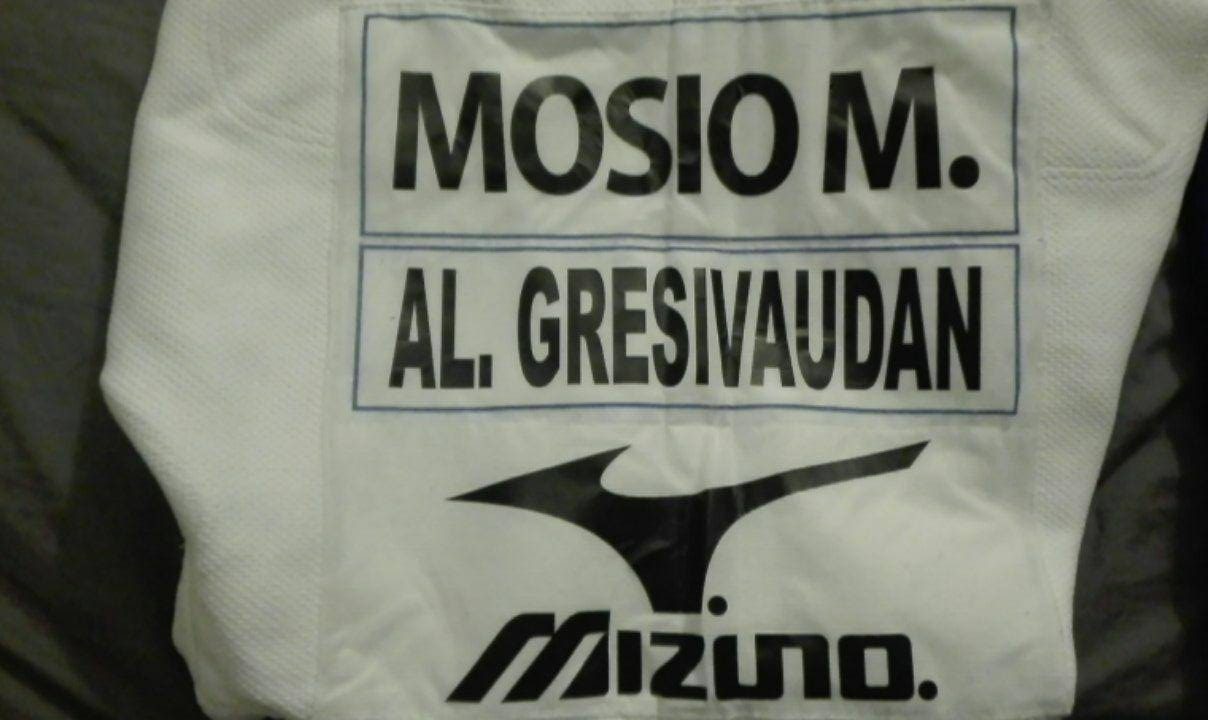 MOSIO M.
AL. GRESIVAUDAN
MIZUNO.